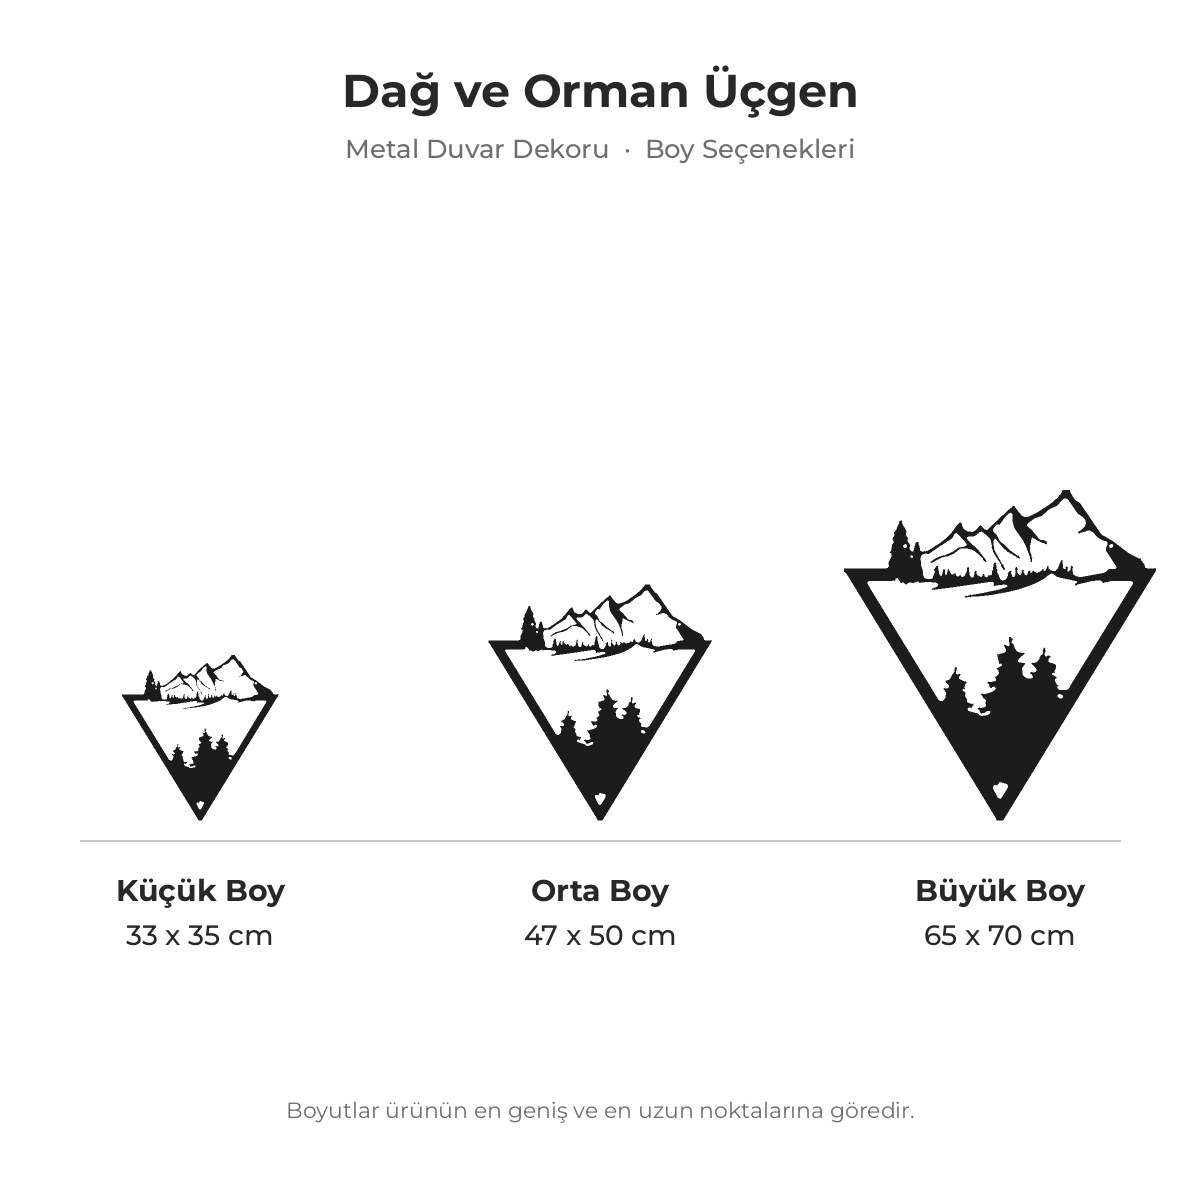 Dağ ve Orman Üçgen
Metal Duvar Dekoru · Boy Seçenekleri
Küçük Boy
33 x 35 cm
Orta Boy
47 x 50 cm
Büyük Boy
65 x 70 cm
Boyutlar ürünün en geniş ve en uzun noktalarına göredir.